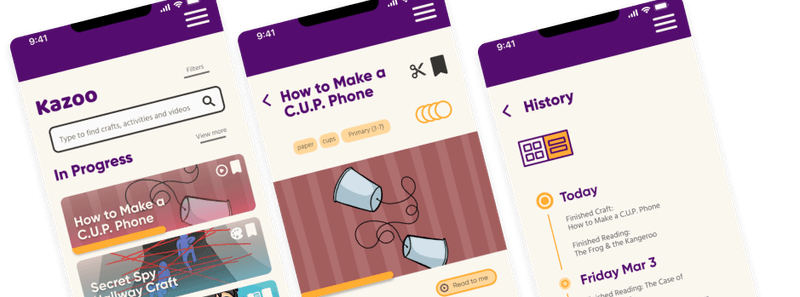 9:41
Filters
Kazoo
Type to find crafts, activities and videos
View more
In Progress
How to Make a
C.U.P. Phone
Secret Spy
Hallway Craft
9:41
How to Make a
C.U.P. Phone
paper
cups
Primary (3-7)
Read to me
9:41
History
Today
Finished Craft:
How to Make a C.U.P. Phone
Finished Reading:
The Frog & the Kangeroo
Friday Mar 3
Finished Reading: The Case of